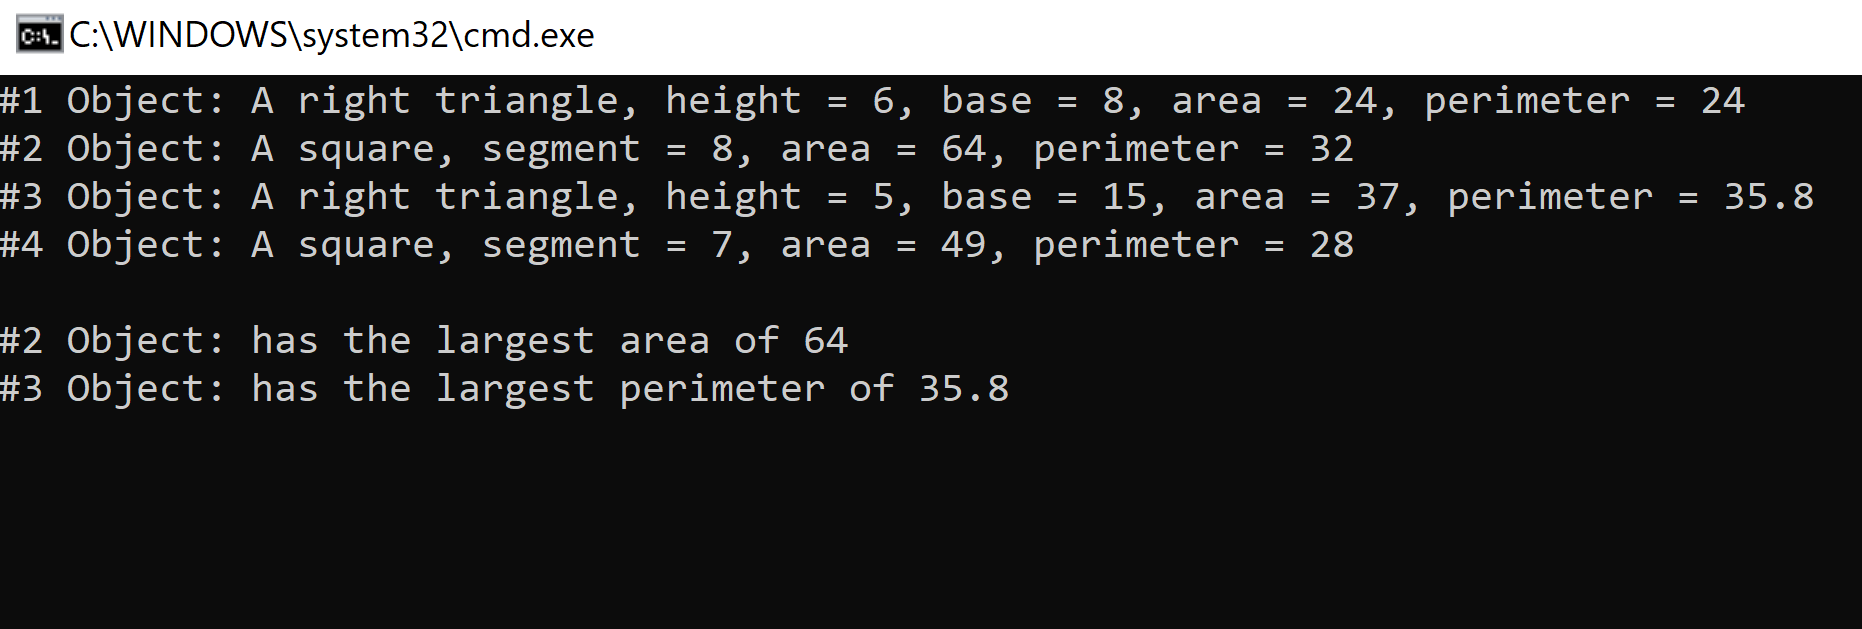 C:\WINDOWS\system32\cmd.exe
#1 Object: A right triangle, height = 6, base = 8, area = 24, perimeter = 24
#2 Object: A square, segment = 8, area = 64, perimeter = 32
#3 Object: A right triangle, height = 5, base = 15, area = 37, perimeter = 35.8
#4 Object: A square, segment = 7, area = 49, perimeter = 28
#2 Object: has the largest area of 64
#3 Object: has the largest perimeter of 35.8